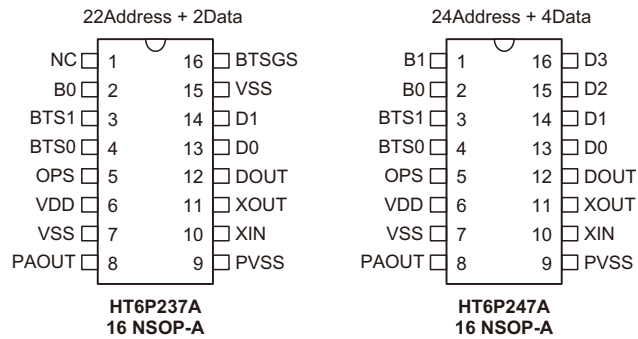 22Address + 2Data
NC 1 16 BTSGS
B0 2 15 VSS
BTS1 3 14 D1
BTS0 4 13 D0
OPS 5 12 DOUT
VDD 6 11 XOUT
VSS 7 10 XIN
PAOUT 8 9 PVSS
HT6P237A
16 NSOP-A
24Address + 4Data
B1 1 16 D3
B0 2 15 D2
BTS1 3 14 D1
BTS0 4 13 D0
OPS 5 12 DOUT
VDD 6 11 XOUT
VSS 7 10 XIN
PAOUT 8 9 PVSS
HT6P247A
16 NSOP-A